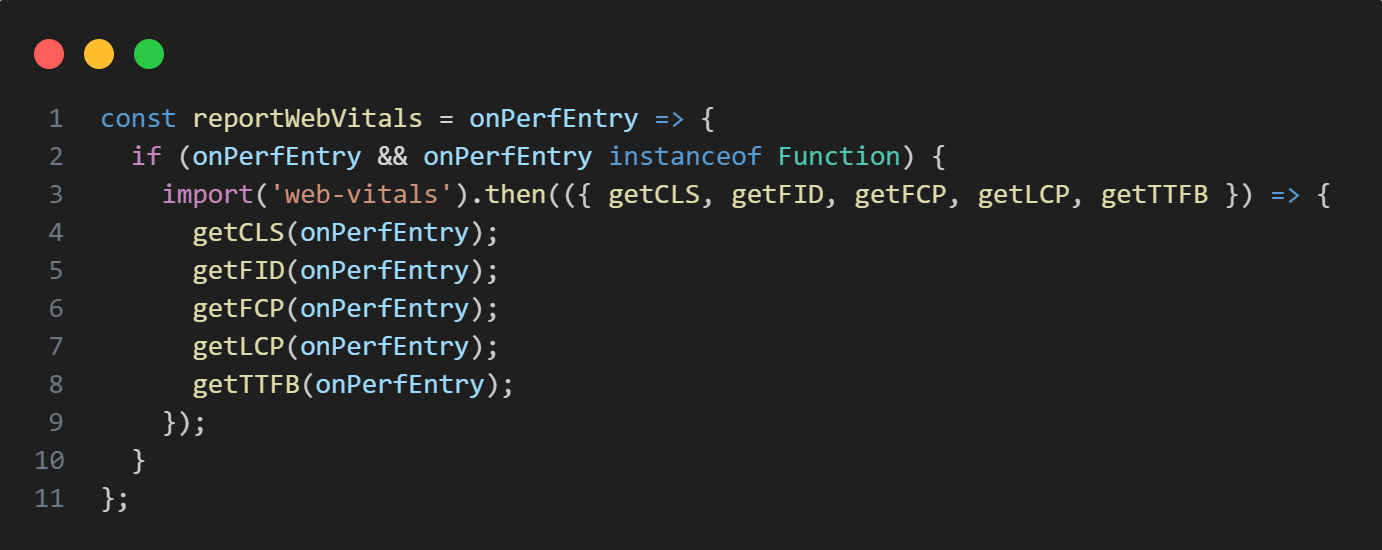 1 const reportWebVitals = onPerfEntry => {
2   if (onPerfEntry && onPerfEntry instanceof Function) {
3     import('web-vitals').then(({ getCLS, getFID, getFCP, getLCP, getTTFB }) => {
4       getCLS(onPerfEntry);
5       getFID(onPerfEntry);
6       getFCP(onPerfEntry);
7       getLCP(onPerfEntry);
8       getTTFB(onPerfEntry);
9     });
10   }
11 };